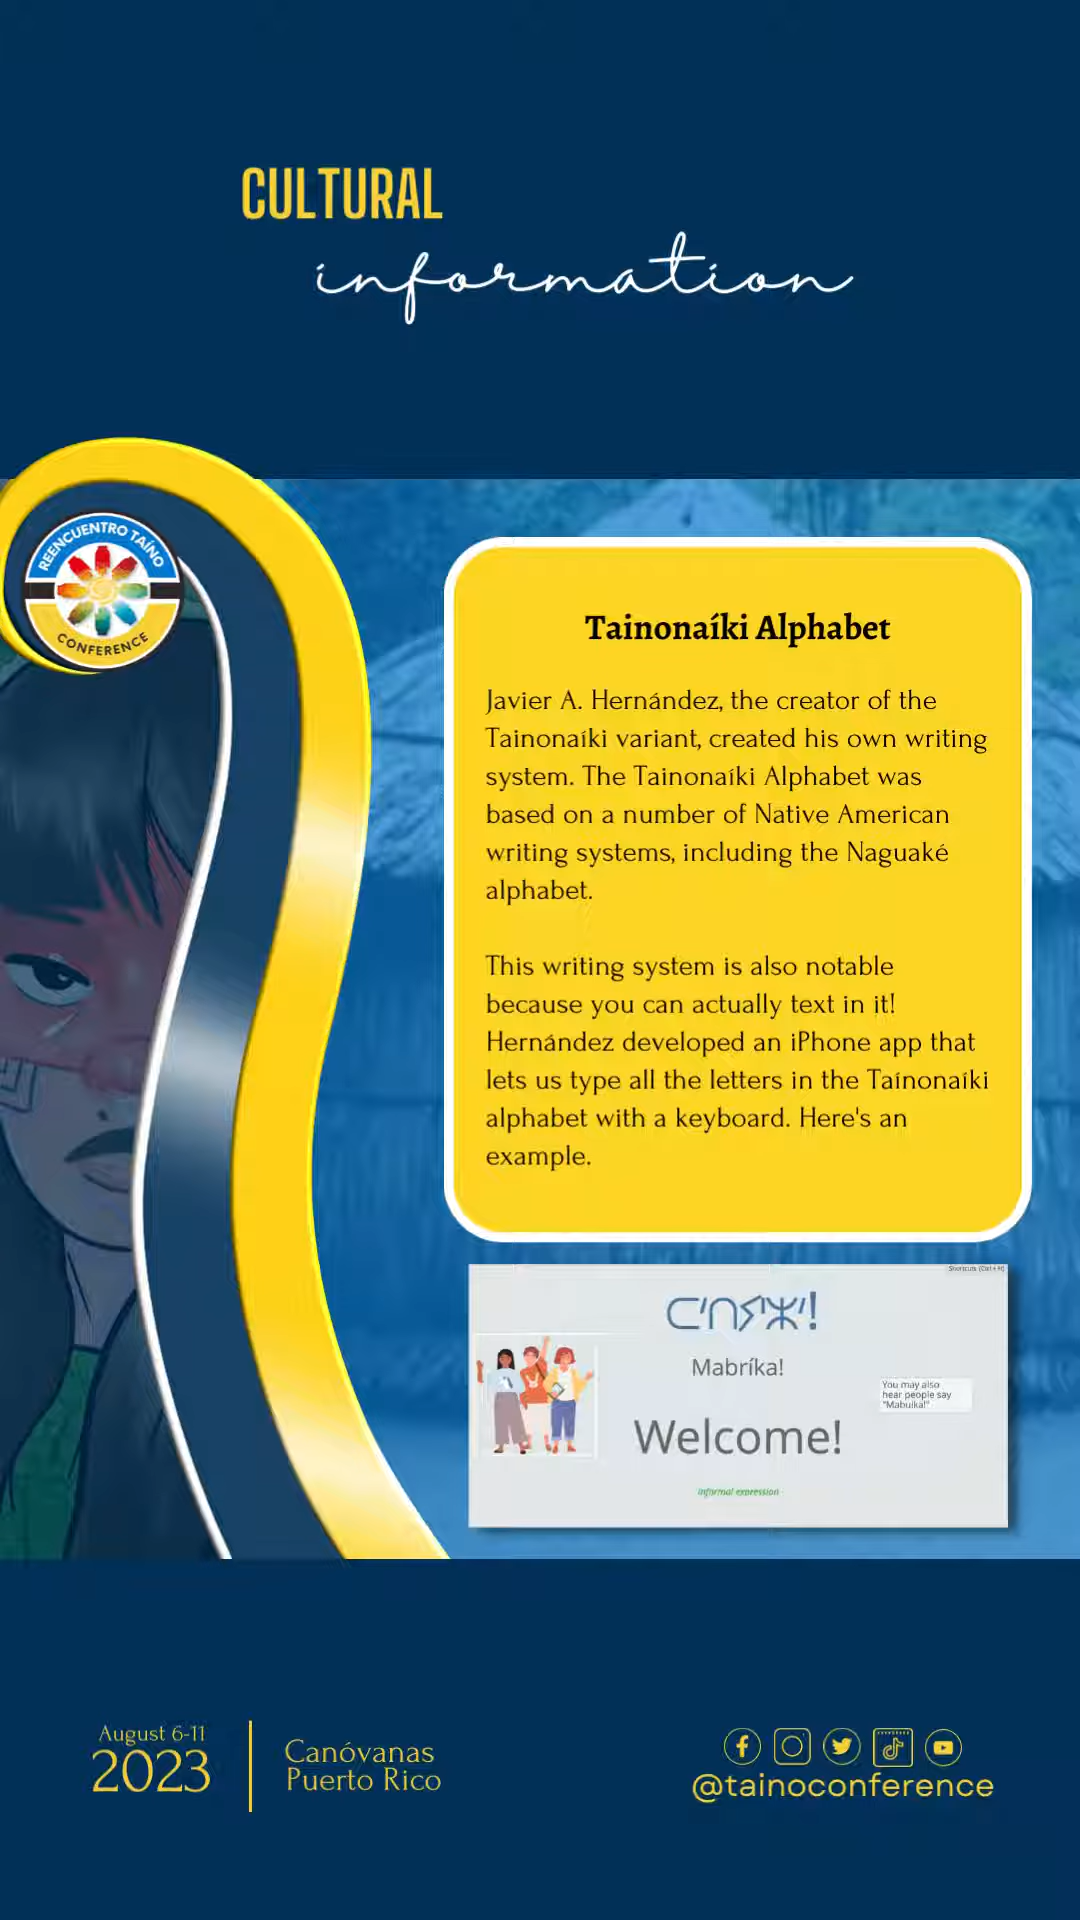 CULTURAL
information
REENCUENTRO TAÍNO
CONFERENCE
Tainonaíki Alphabet
Javier A. Hernández, the creator of the
Tainonaíki variant, created his own writing
system. The Tainonaíki Alphabet was
based on a number of Native American
writing systems, including the Naguaké
alphabet.
This writing system is also notable
because you can actually text in it!
Hernández developed an iPhone app that
lets us type all the letters in the Taínonaíki
alphabet with a keyboard. Here's an
example.
Shortcuts (Ctrl+H)
Mabríka!
You may also
hear people say
"Mabuika!"
Welcome!
informal expression
August 6-11
2023
Canóvanas
Puerto Rico
@tainoconference